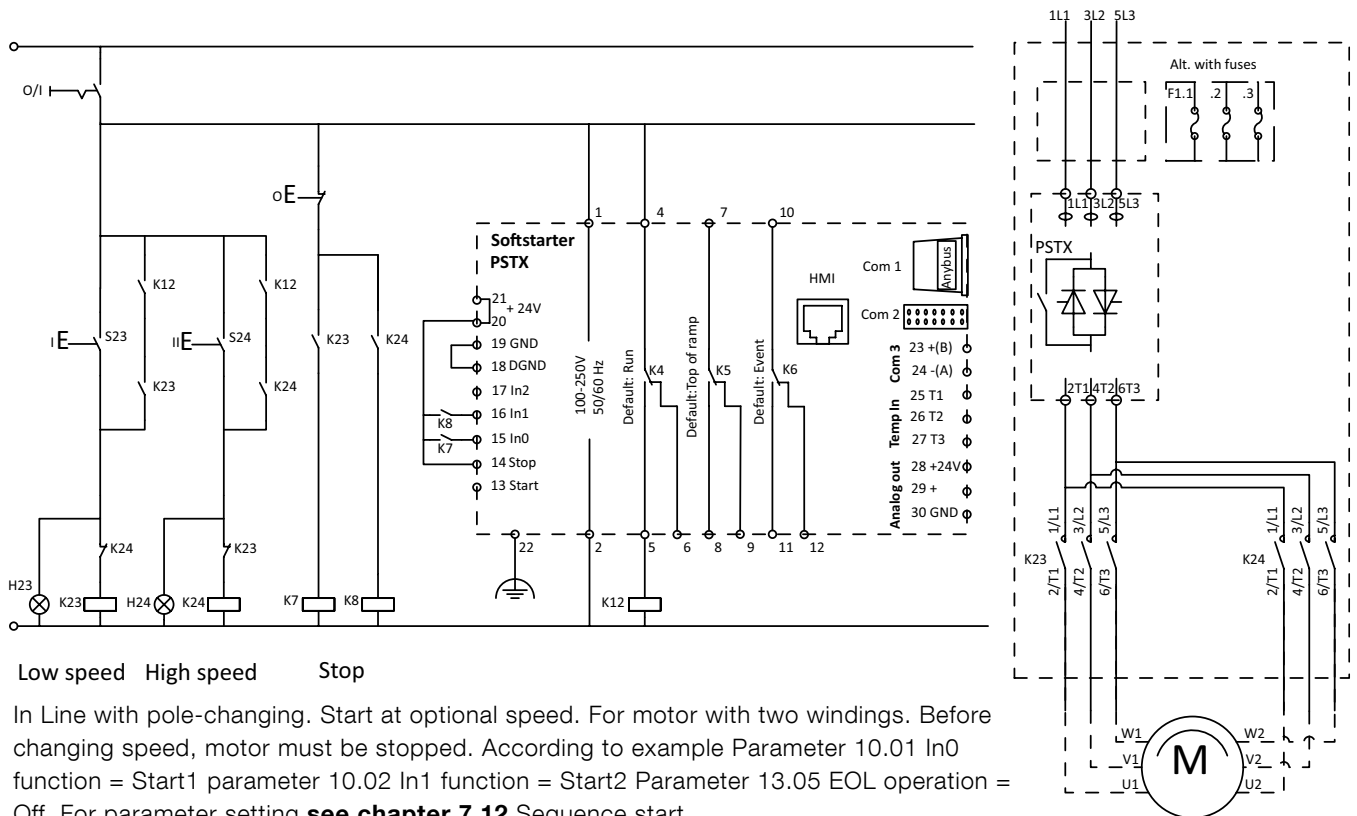 1L1 3L2 5L3
Alt. with fuses
F1.1 .2 .3
O/I
O E
1L1 3L2 5L3
PSTX
1 4 7 10
Softstarter
PSTX
21
+ 24V
20
19 GND
18 DGND
17 In2
16 In1
K8
15 In0
K7
14 Stop
13 Start
22
100-250V
50/60 Hz
Default: Run
K4
Default:Top of ramp
K5
Default: Event
K6
HMI
Com 1
Anybus
Com 2
Com 3
23 +(B)
24 -(A)
Temp In
25 T1
26 T2
27 T3
Analog out
28 +24V
29 +
30 GND
2 5 6 8 9 11 12
K12 K12
I E S23 II E S24
K23 K24
K23 K24
K24 K23
H23 K23 H24 K24 K7 K8 K12
2T1 4T2 6T3
1/L1 3/L2 5/L3 1/L1 3/L2 5/L3
K23 K24
2/T1 4/T2 6/T3 2/T1 4/T2 6/T3
W1 W2
V1 M V2
U1 U2
Low speed High speed Stop
In Line with pole-changing. Start at optional speed. For motor with two windings. Before
changing speed, motor must be stopped. According to example Parameter 10.01 In0
function = Start1 parameter 10.02 In1 function = Start2 Parameter 13.05 EOL operation =
Off. For parameter setting see chapter 7.12 Sequence start